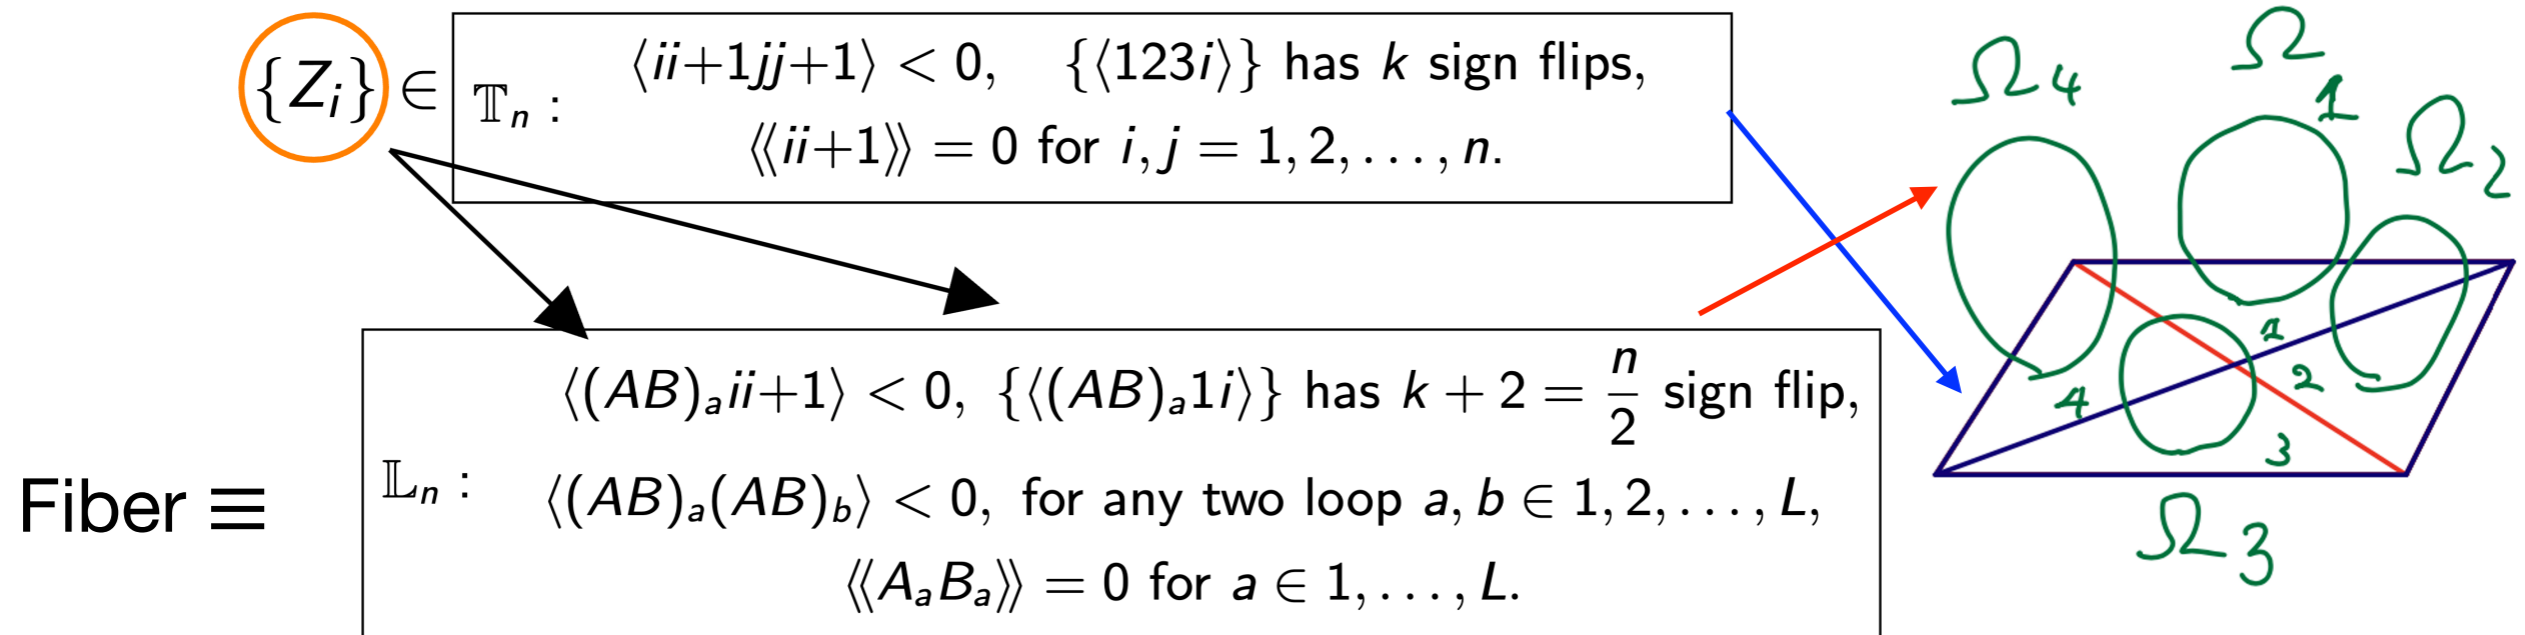 {Z_i} ∈
𝕋_n :
⟨ii+1jj+1⟩ < 0, {⟨123i⟩} has k sign flips,
⟨⟨ii+1⟩⟩ = 0 for i, j = 1, 2, . . . , n.
Fiber ≡
𝕃_n :
⟨(AB)_a ii+1⟩ < 0, {⟨(AB)_a 1i⟩} has k + 2 = n/2 sign flip,
⟨(AB)_a(AB)_b⟩ < 0, for any two loop a, b ∈ 1, 2, . . . , L,
⟨⟨A_aB_a⟩⟩ = 0 for a ∈ 1, . . . , L.
Ω_4
Ω_1
Ω_2
1
2
4
3
Ω_3